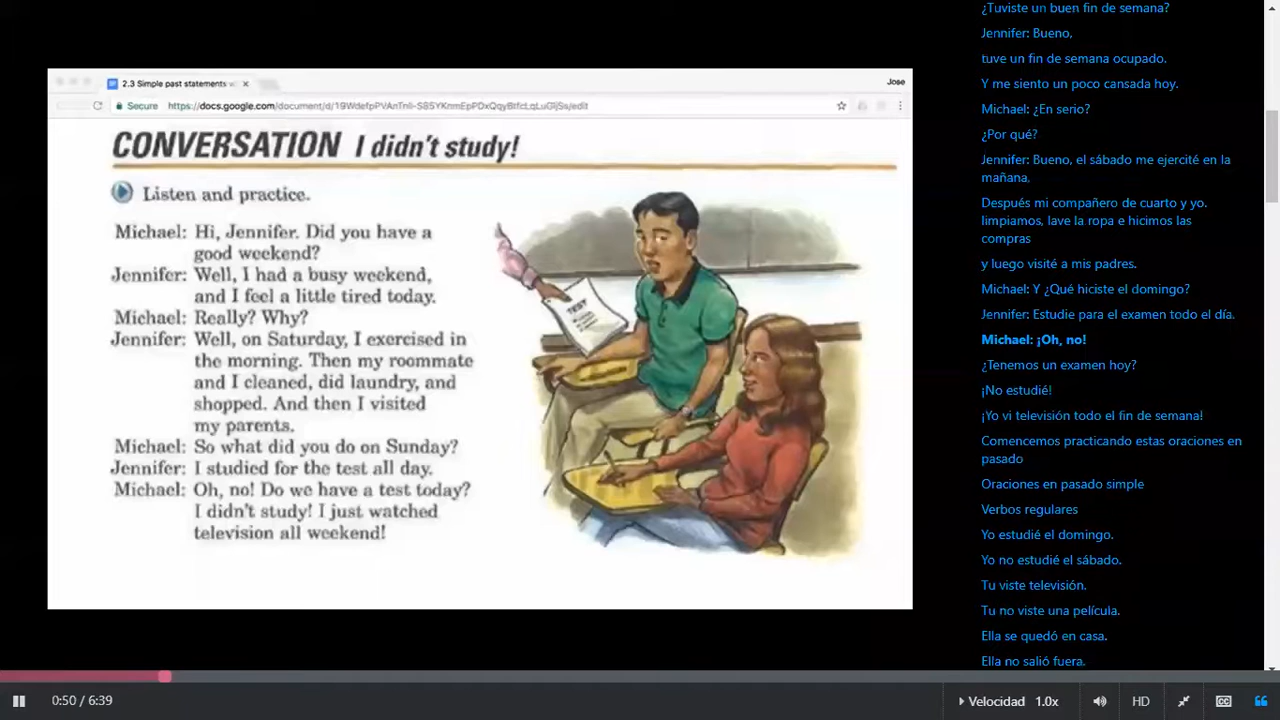 2.3 Simple past statements
Jose
Secure
CONVERSATION I didn't study!
Listen and practice.
Michael: Hi, Jennifer. Did you have a
good weekend?
Jennifer: Well, I had a busy weekend,
and I feel a little tired today.
Michael: Really? Why?
Jennifer: Well, on Saturday, I exercised in
the morning. Then my roommate
and I cleaned, did laundry, and
shopped. And then I visited
my parents.
Michael: So what did you do on Sunday?
Jennifer: I studied for the test all day.
Michael: Oh, no! Do we have a test today?
I didn't study! I just watched
television all weekend!
TEST
¿Tuviste un buen fin de semana?
Jennifer: Bueno,
tuve un fin de semana ocupado.
Y me siento un poco cansada hoy.
Michael: ¿En serio?
¿Por qué?
Jennifer: Bueno, el sábado me ejercité en la
mañana,
Después mi compañero de cuarto y yo.
limpiamos, lave la ropa e hicimos las
compras
y luego visité a mis padres.
Michael: Y ¿Qué hiciste el domingo?
Jennifer: Estudie para el examen todo el día.
Michael: ¡Oh, no!
¿Tenemos un examen hoy?
¡No estudié!
¡Yo vi televisión todo el fin de semana!
Comencemos practicando estas oraciones en
pasado
Oraciones en pasado simple
Verbos regulares
Yo estudié el domingo.
Yo no estudié el sábado.
Tu viste televisión.
Tu no viste una película.
Ella se quedó en casa.
Ella no salió fuera.
0:50 / 6:39
Velocidad 1.0x
HD
CC